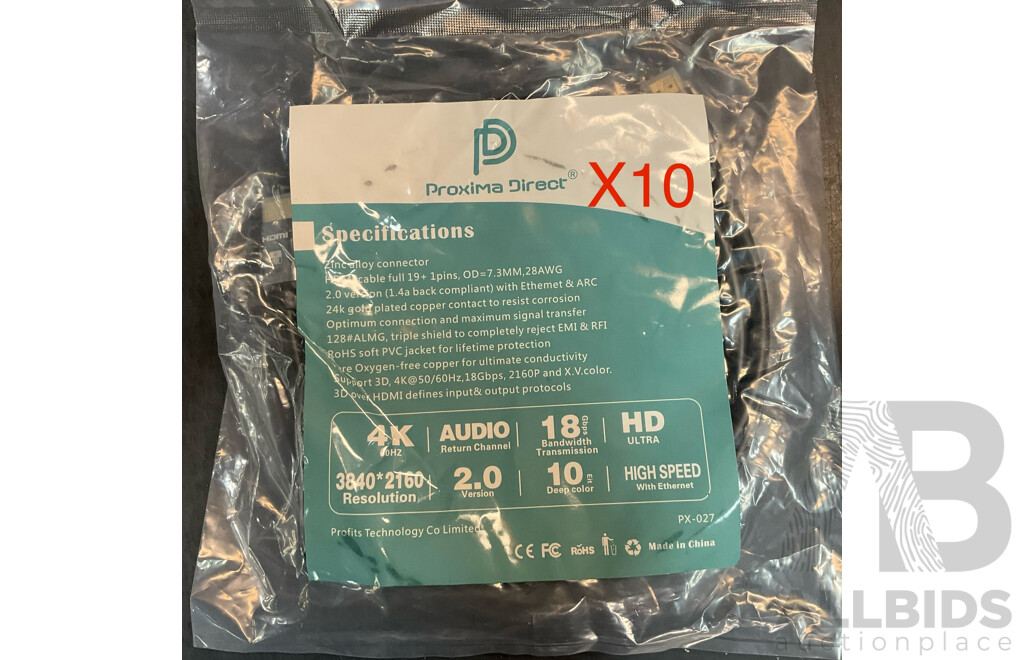 Proxima Direct®
X10
Specifications
Zinc alloy connector
cable full 19+ 1pins, OD=7.3MM,28AWG
2.0 version (1.4a back compliant) with Ethemet & ARC
24k gold plated copper contact to resist corrosion
Optimum connection and maximum signal transfer
128#ALMG, triple shield to completely reject EMI & RFI
RoHS soft PVC jacket for lifetime protection
Pure Oxygen-free copper for ultimate conductivity
Support 3D, 4K@50/60Hz,18Gbps, 2160P and X.V.color.
3D over HDMI defines input& output protocols
4K
60HZ
AUDIO
Return Channel
18 Gbps
Bandwidth
Transmission
HD
ULTRA
3840*2160
Resolution
2.0
Version
10
Deep color
HIGH SPEED
With Ethernet
PX-027
Profits Technology Co Limited
CE FC RoHS Made in China
HDMI
ALLBIDS
auctionplace